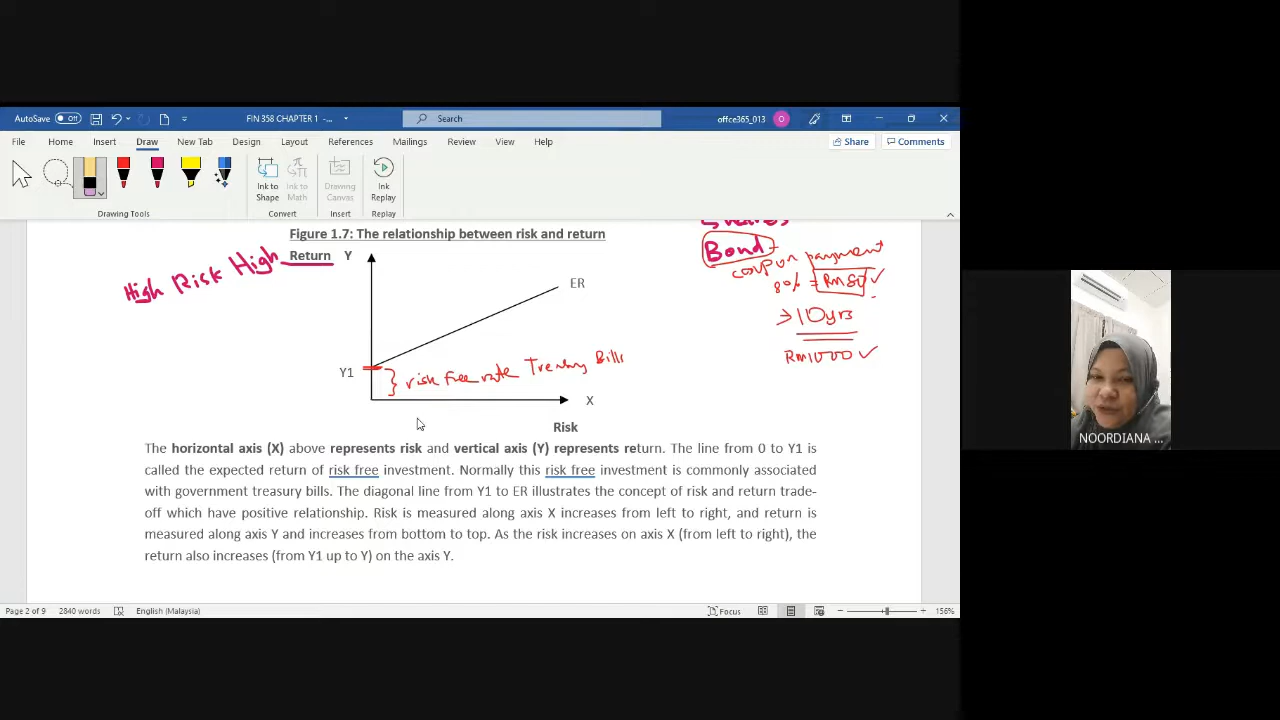 AutoSave Off
FIN 358 CHAPTER 1 -...
Search
offce365_013
O
File Home Insert Draw New Tab Design Layout References Mailings Review View Help
Share
Comments
Ink to Shape
Ink to Math
Drawing Canvas
Ink Replay
Drawing Tools
Convert
Insert
Replay
Figure 1.7: The relationship between risk and return
High Risk High Return
Y
ER
Y1
} risk free rate Treasury Bills
X
Risk
Bond -
coupon payment
80% = RM80 ✓
→ 10yrs
RM1000 ✓
The horizontal axis (X) above represents risk and vertical axis (Y) represents return. The line from 0 to Y1 is
called the expected return of risk free investment. Normally this risk free investment is commonly associated
with government treasury bills. The diagonal line from Y1 to ER illustrates the concept of risk and return trade-
off which have positive relationship. Risk is measured along axis X increases from left to right, and return is
measured along axis Y and increases from bottom to top. As the risk increases on axis X (from left to right), the
return also increases (from Y1 up to Y) on the axis Y.
Page 2 of 9 2840 words English (Malaysia)
Focus
156%
NOORDIANA ...